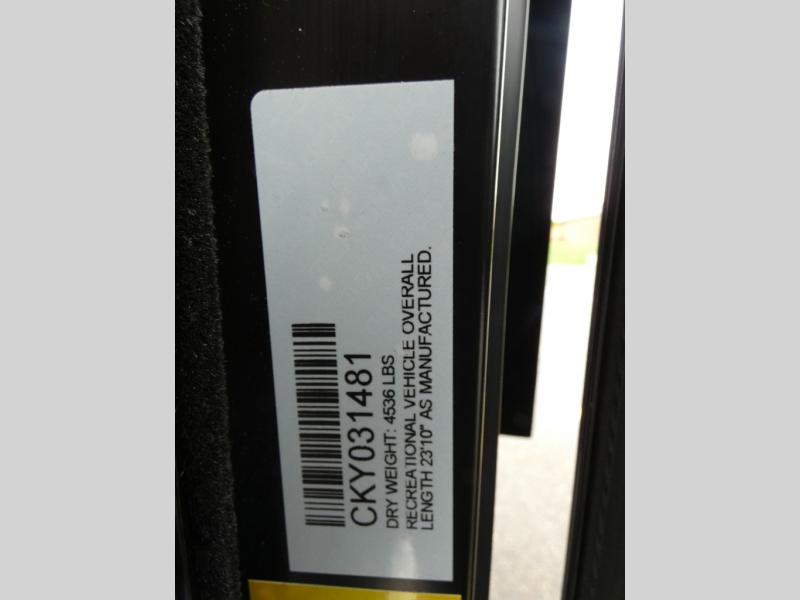 CKY031481
DRY WEIGHT: 4536 LBS
RECREATIONAL VEHICLE OVERALL
LENGTH 23'10" AS MANUFACTURED.